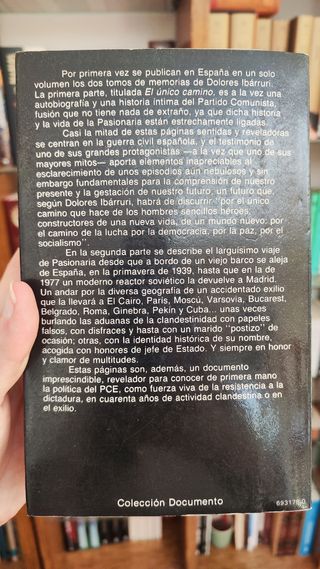 Por primera vez se publican en España en un solo
volumen los dos tomos de memorias de Dolores Ibárruri.
La primera parte, titulada El único camino, es a la vez una
autobiografía y una historia íntima del Partido Comunista,
fusión que no tiene nada de extraño, ya que dicha historia
y la vida de la Pasionaria están estrechamente ligadas.
Casi la mitad de estas páginas sentidas y reveladoras
se centran en la guerra civil española, y el testimonio de
uno de sus grandes protagonistas —a la vez que uno de sus
mayores mitos— aporta elementos inapreciables al
esclarecimiento de unos episodios aún nebulosos y sin
embargo fundamentales para la comprensión de nuestro
presente y la gestación de nuestro futuro, un futuro que,
según Dolores Ibárruri, habrá de discurrir "por el único
camino que hace de los hombres sencillos héroes,
constructores de una nueva vida, de un mundo nuevo: por
el camino de la lucha por la democracia, por la paz, por el
socialismo".
En la segunda parte se describe el larguísimo viaje
de Pasionaria desde que a bordo de un viejo barco se aleja
de España, en la primavera de 1939, hasta que en la de
1977 un moderno reactor soviético la devuelve a Madrid.
Un andar por la diversa geografía de un accidentado exilio
que la llevará a El Cairo, París, Moscú, Varsovia, Bucarest,
Belgrado, Roma, Ginebra, Pekín y Cuba... unas veces
burlando las aduanas de la clandestinidad con papeles
falsos, con disfraces y hasta con un marido "postizo" de
ocasión; otras, con la identidad histórica de su nombre,
acogida con honores de jefe de Estado. Y siempre en honor
y clamor de multitudes.
Estas páginas son, además, un documento
imprescindible, revelador para conocer de primera mano
la política del PCE, como fuerza viva de la resistencia a la
dictadura, en cuarenta años de actividad clandestina o en
el exilio.
Colección Documento
693178-0